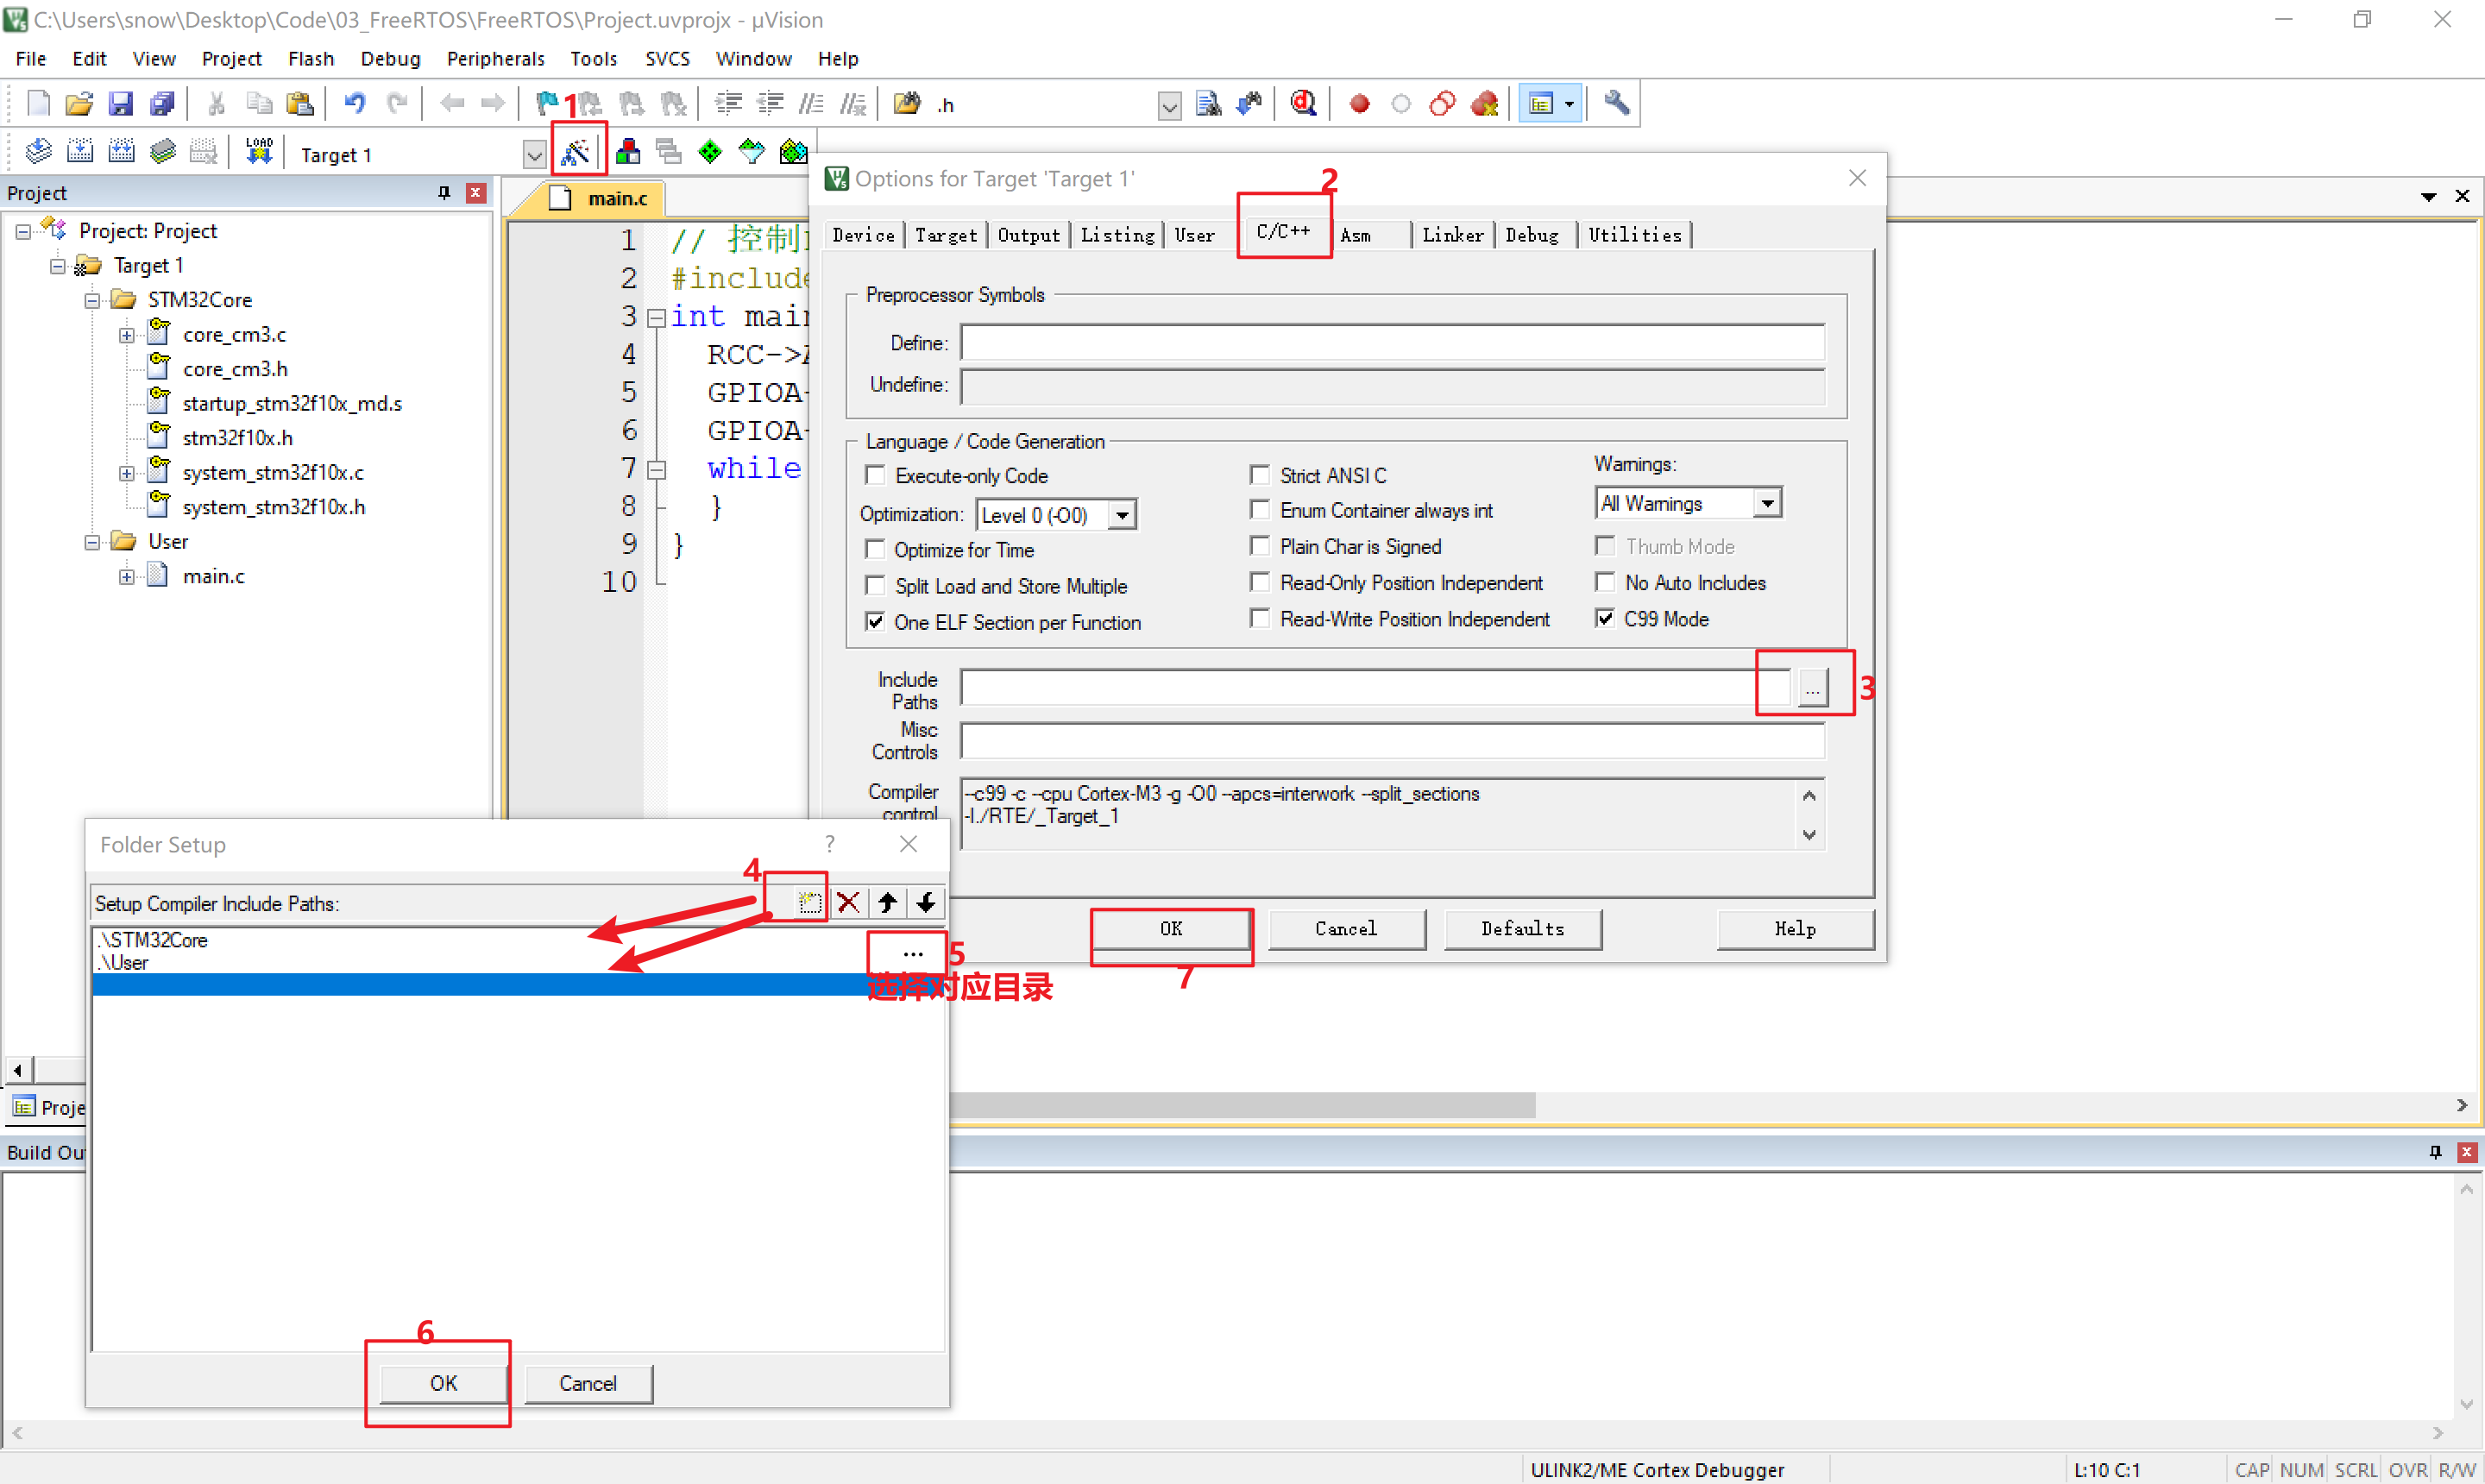 C:\Users\snow\Desktop\Code\03_FreeRTOS\FreeRTOS\Project.uvprojx - µVision
File Edit View Project Flash Debug Peripherals Tools SVCS Window Help
1
.h
LOAD
Target 1
Project
main.c
Project: Project
Target 1
STM32Core
core_cm3.c
core_cm3.h
startup_stm32f10x_md.s
stm32f10x.h
system_stm32f10x.c
system_stm32f10x.h
User
main.c
1 // 控制
2 #include
3 int main
4 RCC->
5 GPIOA-
6 GPIOA-
7 while
8 }
9 }
10
Options for Target 'Target 1'
2
Device Target Output Listing User C/C++ Asm Linker Debug Utilities
Preprocessor Symbols
Define:
Undefine:
Language / Code Generation
Execute-only Code
Optimization: Level 0 (-O0)
Optimize for Time
Split Load and Store Multiple
One ELF Section per Function
Strict ANSI C
Enum Container always int
Plain Char is Signed
Read-Only Position Independent
Read-Write Position Independent
Warnings:
All Warnings
Thumb Mode
No Auto Includes
C99 Mode
Include
Paths
... 3
Misc
Controls
Compiler
control
--c99 -c --cpu Cortex-M3 -g -O0 --apcs=interwork --split_sections
-I./RTE/_Target_1
OK Cancel Defaults Help
7
Folder Setup ?
4
Setup Compiler Include Paths:
.\STM32Core
.\User
... 5
选择对应目录
6
OK Cancel
Proje
Build Ou
ULINK2/ME Cortex Debugger L:10 C:1 CAP NUM SCRL OVR R/W